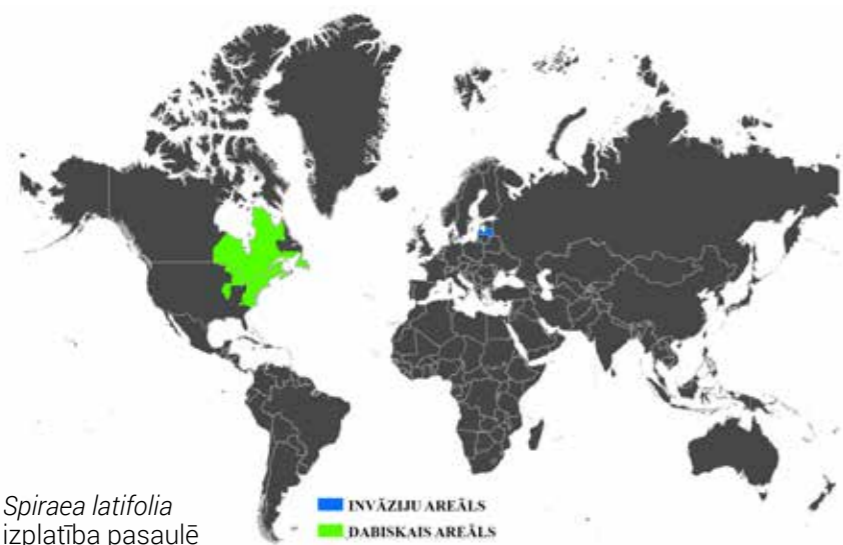 Spiraea latifolia
izplatība pasaulē
INVĀZIJU AREĀLS
DABISKAIS AREĀLS